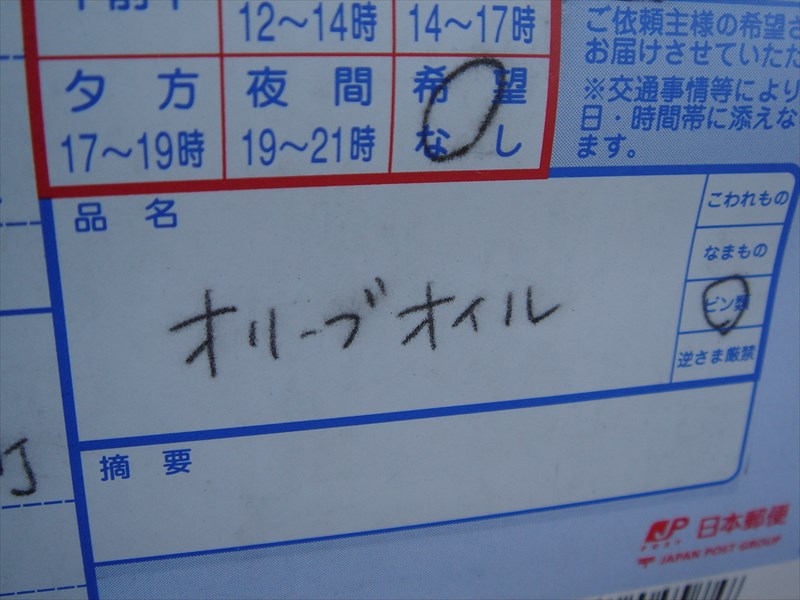 12〜14時 14〜17時
夕方 夜間 希望なし
17〜19時 19〜21時
ご依頼主様の希望
お届けさせていただ
※交通事情等により
日・時間帯に添えな
ます。
品名
オリーブオイル
こわれもの
なまもの
ビン類
逆さま厳禁
摘要
JP
POST
日本郵便
JAPAN POST GROUP